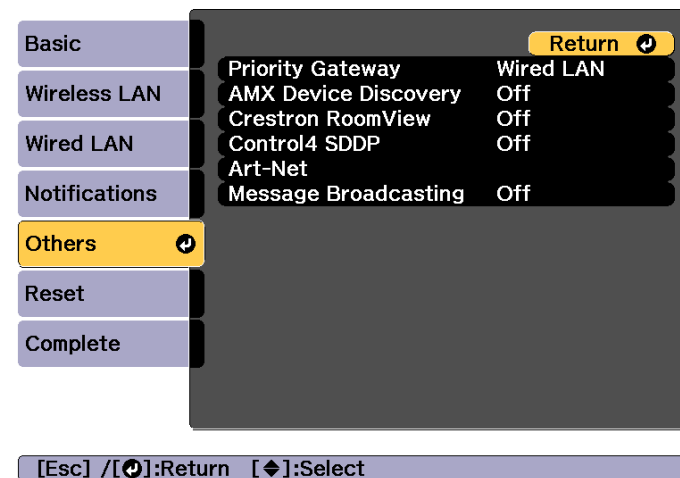 Basic
Wireless LAN
Wired LAN
Notifications
Others
Reset
Complete
Return
Priority Gateway Wired LAN
AMX Device Discovery Off
Crestron RoomView Off
Control4 SDDP Off
Art-Net
Message Broadcasting Off
[Esc] /[⏎]:Return [◆]:Select